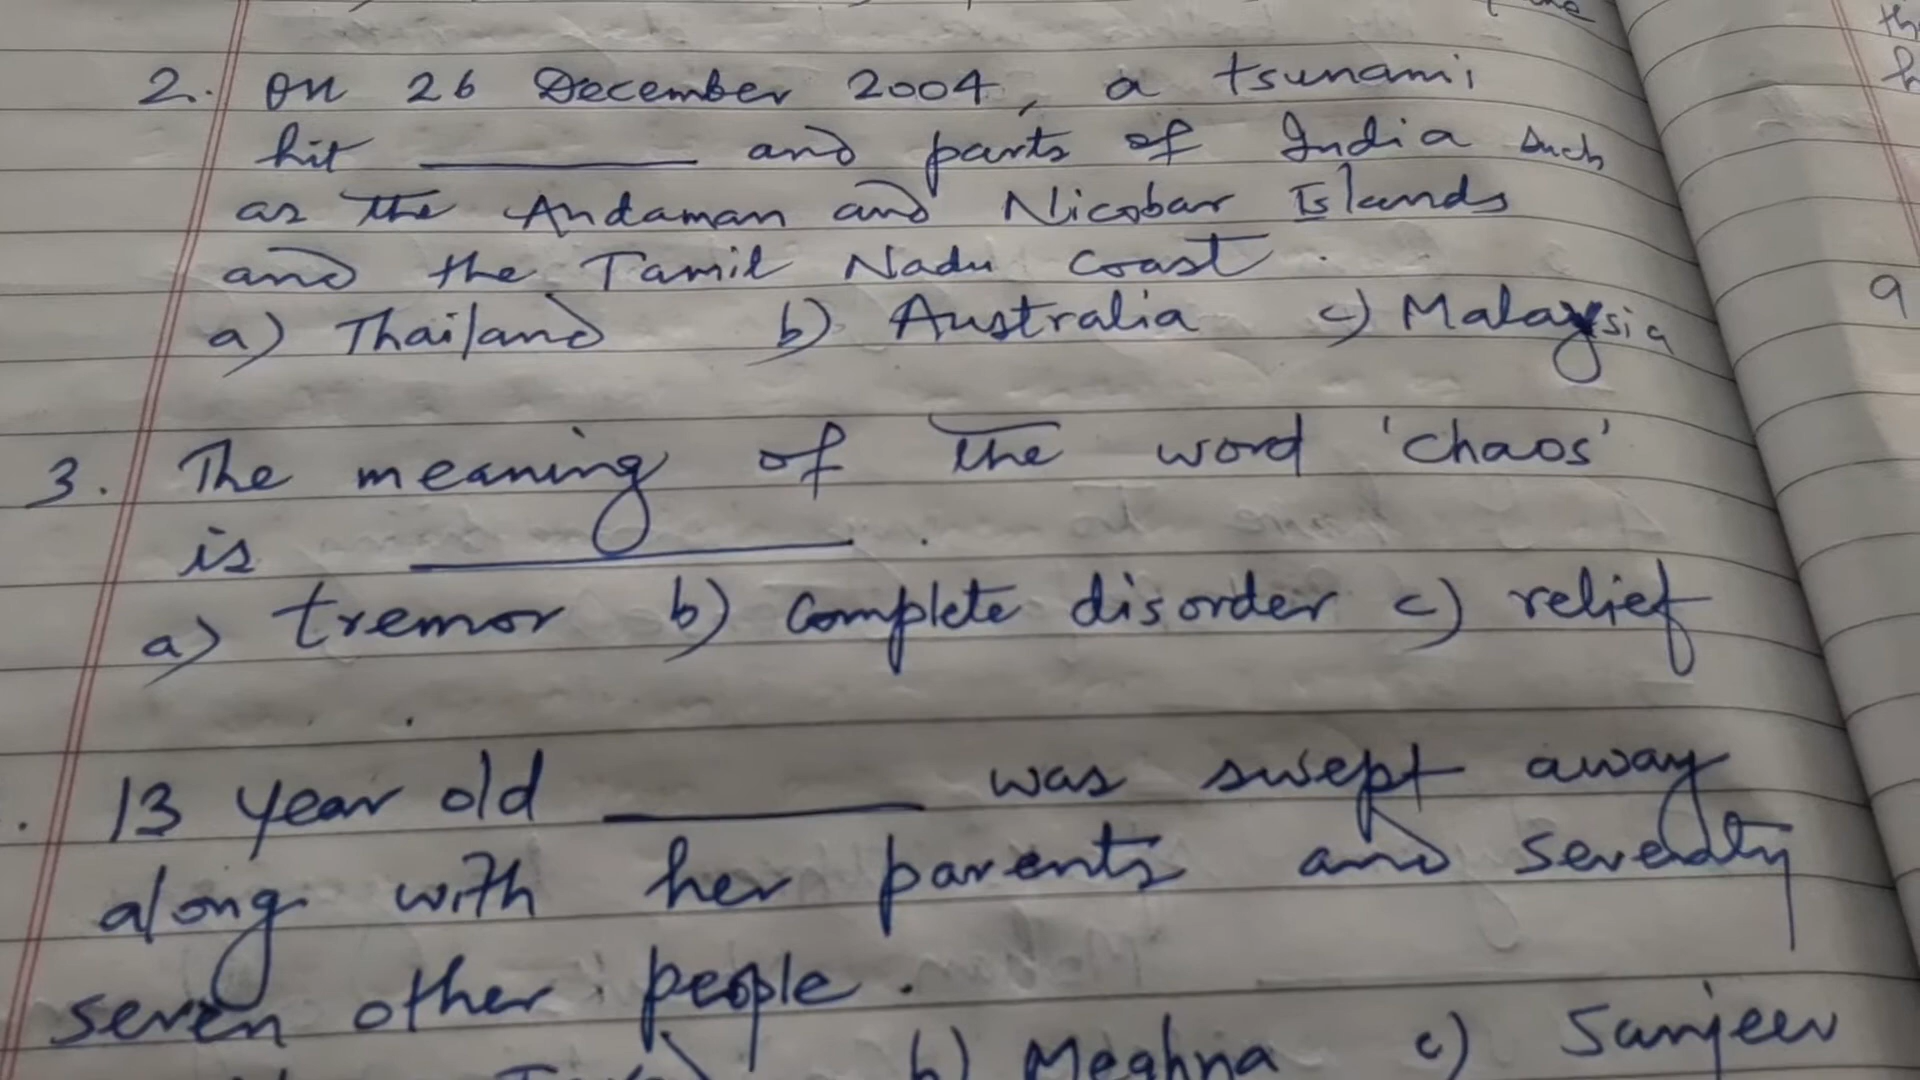 2. On 26 December 2004, a tsunami
hit ________ and parts of India such
as the Andaman and Nicobar Islands
and the Tamil Nadu Coast.
a) Thailand b) Australia c) Malaysia
3. The meaning of the word 'chaos'
is ________.
a) tremor b) Complete disorder c) relief
. 13 year old ________ was swept away
along with her parents and seventy
seven other people.
b) Meghna c) Sanjeev
9